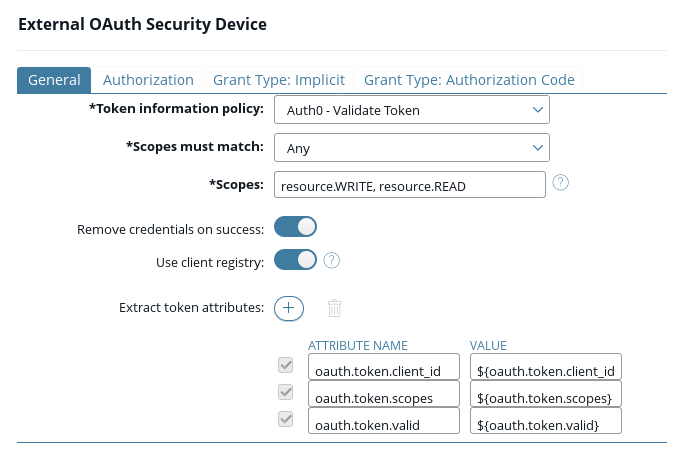 External OAuth Security Device
General Authorization Grant Type: Implicit Grant Type: Authorization Code
*Token information policy: Auth0 - Validate Token
*Scopes must match: Any
*Scopes: resource.WRITE, resource.READ ?
Remove credentials on success:
Use client registry: ?
Extract token attributes: +
ATTRIBUTE NAME VALUE
oauth.token.client_id ${oauth.token.client_id
oauth.token.scopes ${oauth.token.scopes}
oauth.token.valid ${oauth.token.valid}